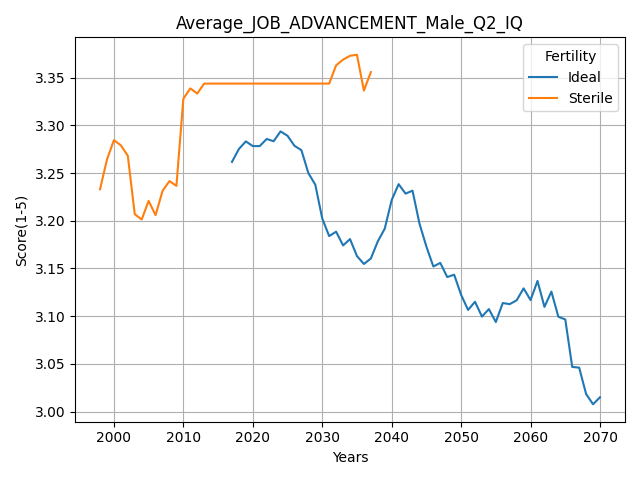 Average_JOB_ADVANCEMENT_Male_Q2_IQ
Fertility
Ideal
Sterile
Score(1-5)
3.35
3.30
3.25
3.20
3.15
3.10
3.05
3.00
2000 2010 2020 2030 2040 2050 2060 2070
Years